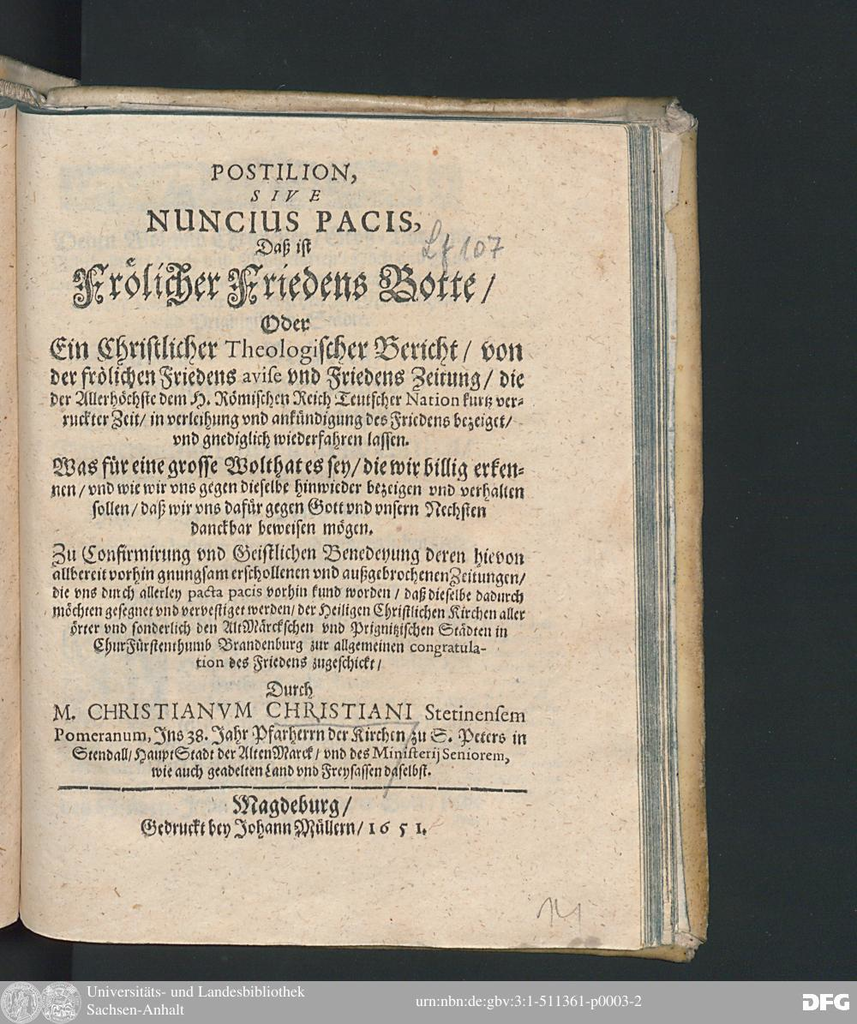 POSTILION,
SIVE
NUNCIUS PACIS,
Daß ist
Lf 107
Frölicher Friedens Botte/
Oder
Ein Christlicher Theologischer Bericht/ von
der frölichen Friedens avise vnd Friedens Zeitung/ die
der Allerhöchste dem H. Römischen Reich Teutscher Nation kurtz ver-
ruckter Zeit/ in verleihung vnd ankündigung des Friedens bezeiget/
vnd gnediglich wiederfahren lassen.
Was für eine grosse Wolthat es sey/ die wir billig erken-
nen/ vnd wie wir vns gegen dieselbe hinwieder bezeigen vnd verhalten
sollen/ daß wir vns dafür gegen Gott vnd vnsern Nechsten
danckbar beweisen mögen.
Zu Confirmirung vnd Geistlichen Benedeyung deren hievon
allbereit vorhin gnungsam erschollenen vnd außgebrochenen Zeitungen/
die vns durch allerley pacta pacis vorhin kund worden/ daß dieselbe dadurch
möchten gesegnet vnd vervestiget werden/ der Heiligen Christlichen Kirchen aller
örter vnd sonderlich den AltMärckschen vnd Prignitzischen Städten in
ChurFürstenthumb Brandenburg zur allgemeinen congratula-
tion des Friedens zugeschickt/
Durch
M. CHRISTIANVM CHRISTIANI Stetinensem
Pomeranum, Ins 38. Jahr Pfarherrn der Kirchen zu S. Peters in
Stendall/ HauptStadt der AltenMarck/ vnd des Ministerij Seniorem,
wie auch geadelten Land vnd Freysassen daselbst.
Magdeburg/
Gedruckt bey Johann Müllern/ 1651.
14
Universitäts- und Landesbibliothek
Sachsen-Anhalt
urn:nbn:de:gbv:3:1-511361-p0003-2
DFG